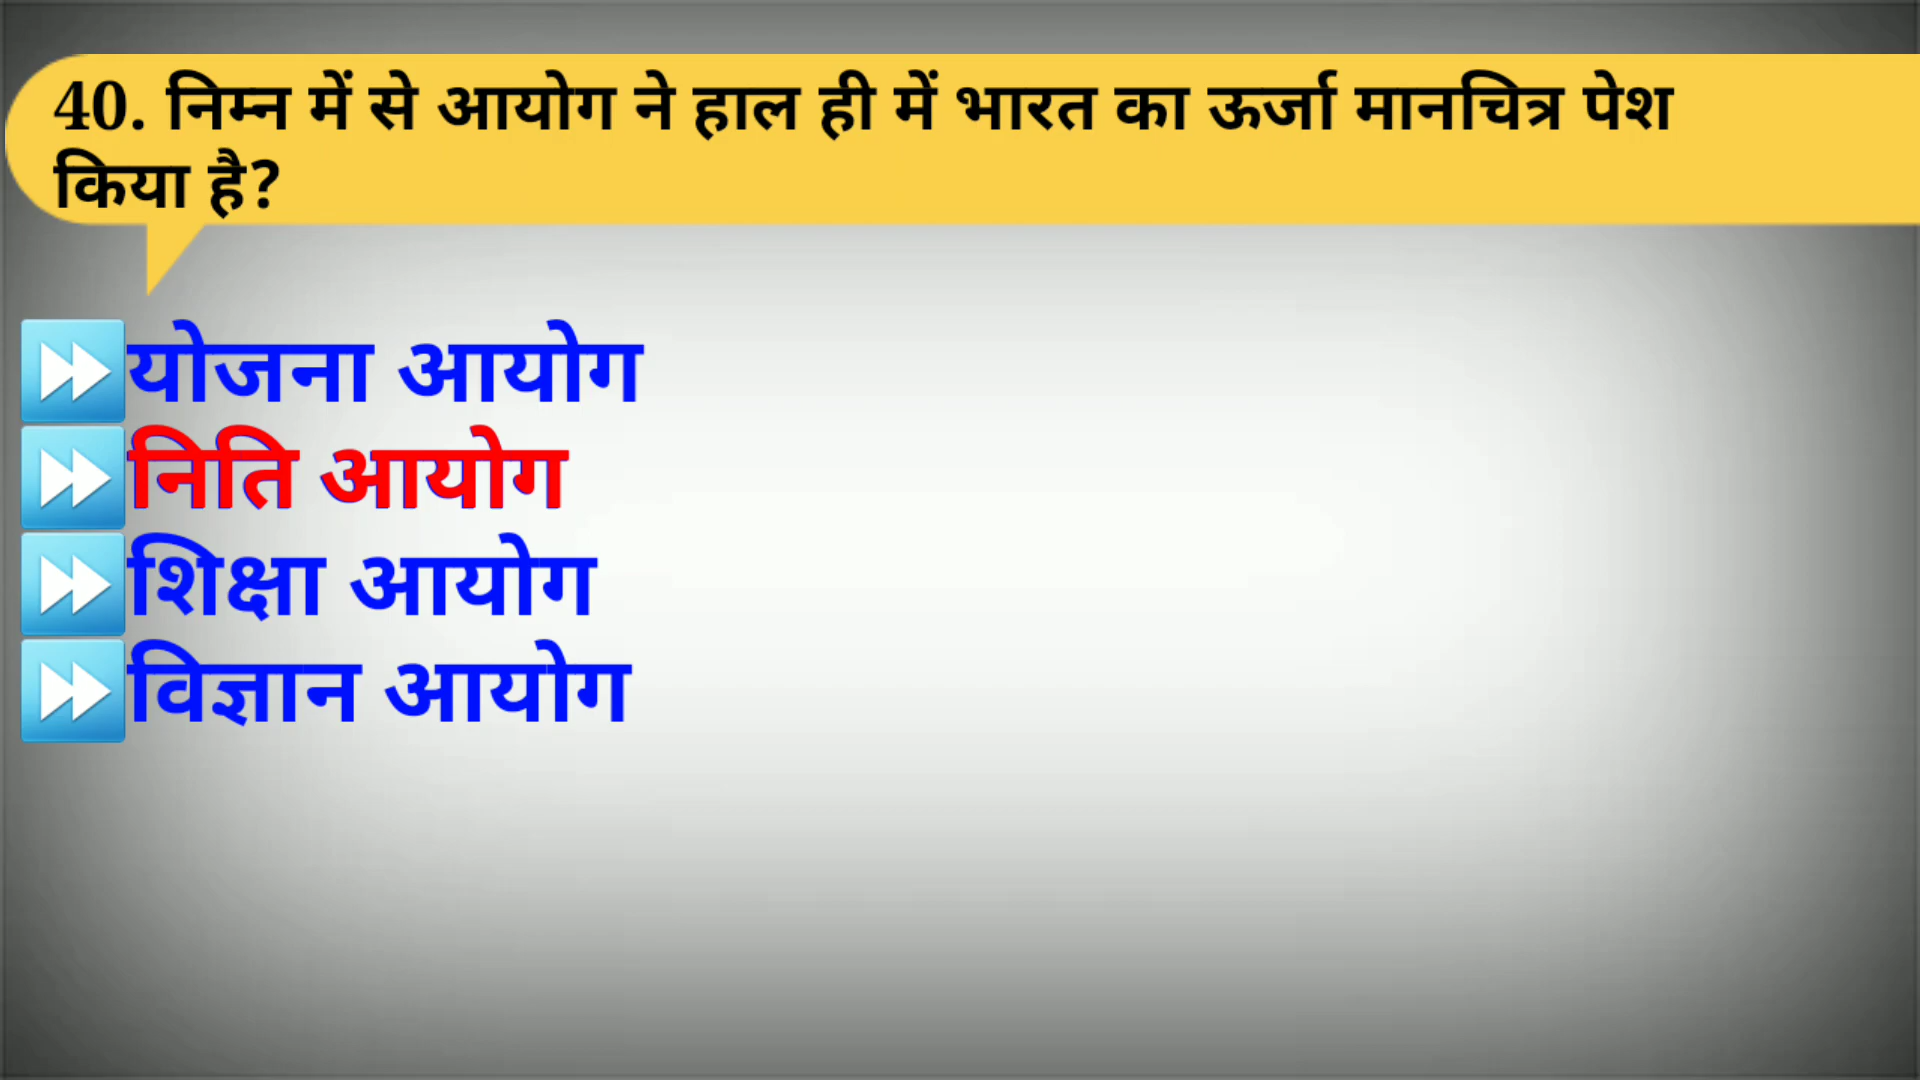 40. निम्न में से आयोग ने हाल ही में भारत का ऊर्जा मानचित्र पेश
किया है?
⏩योजना आयोग
⏩निति आयोग
⏩शिक्षा आयोग
⏩विज्ञान आयोग